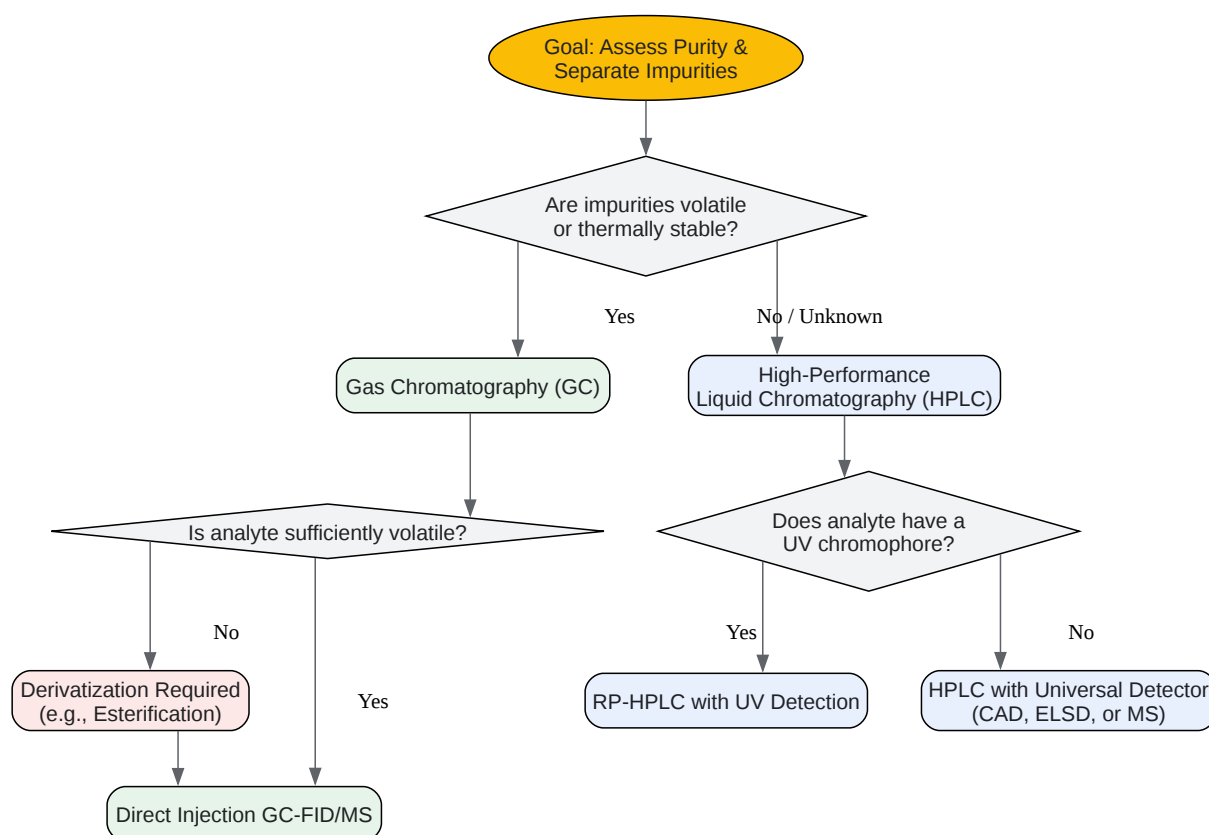 Goal: Assess Purity &
Separate Impurities
Are impurities volatile
or thermally stable?
Yes
No / Unknown
Gas Chromatography (GC)
High-Performance
Liquid Chromatography (HPLC)
Is analyte sufficiently volatile?
Does analyte have a
UV chromophore?
No
Yes
Yes
No
Derivatization Required
(e.g., Esterification)
RP-HPLC with UV Detection
HPLC with Universal Detector
(CAD, ELSD, or MS)
Direct Injection GC-FID/MS